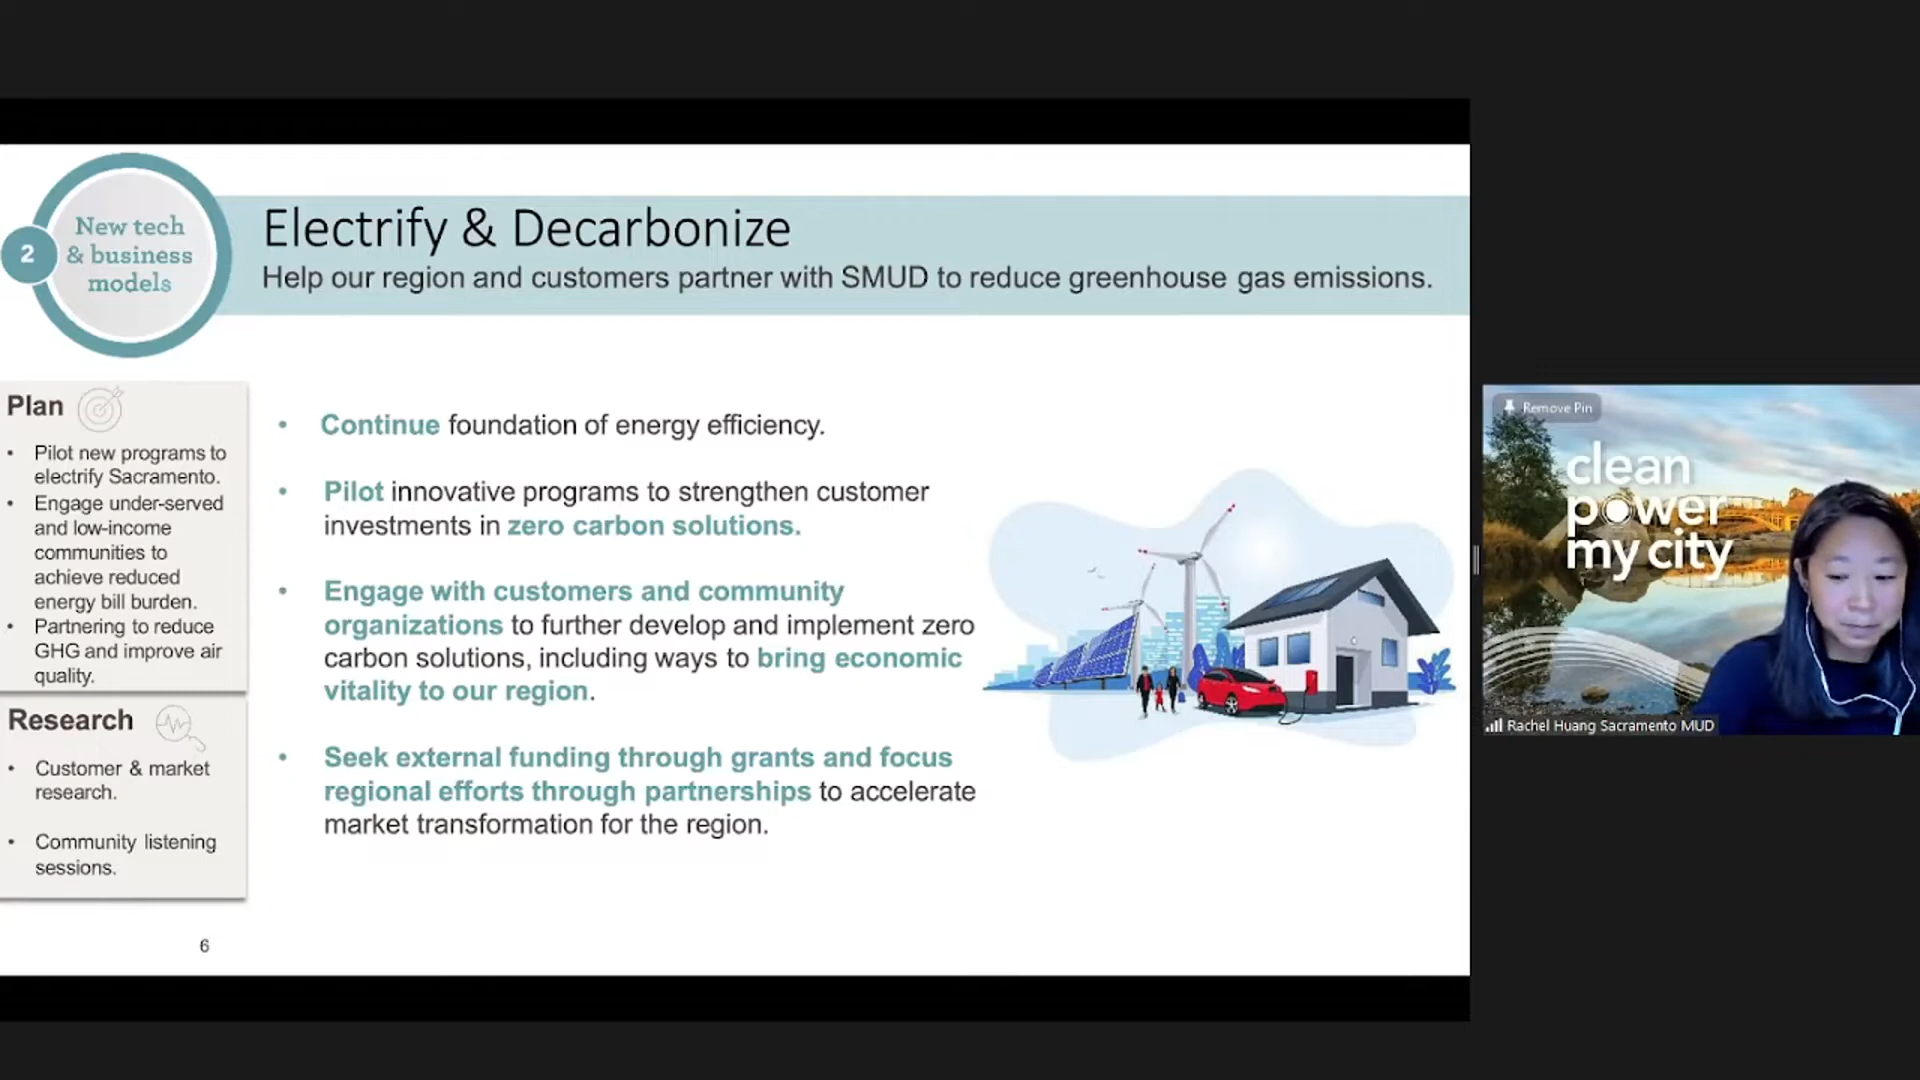 New tech
& business
models
2
Electrify & Decarbonize
Help our region and customers partner with SMUD to reduce greenhouse gas emissions.
Plan
• Pilot new programs to
electrify Sacramento.
• Engage under-served
and low-income
communities to
achieve reduced
energy bill burden.
• Partnering to reduce
GHG and improve air
quality.
Research
• Customer & market
research.
• Community listening
sessions.
• Continue foundation of energy efficiency.
• Pilot innovative programs to strengthen customer
investments in zero carbon solutions.
• Engage with customers and community
organizations to further develop and implement zero
carbon solutions, including ways to bring economic
vitality to our region.
• Seek external funding through grants and focus
regional efforts through partnerships to accelerate
market transformation for the region.
6
Remove Pin
clean
power
my city
Rachel Huang Sacramento MUD